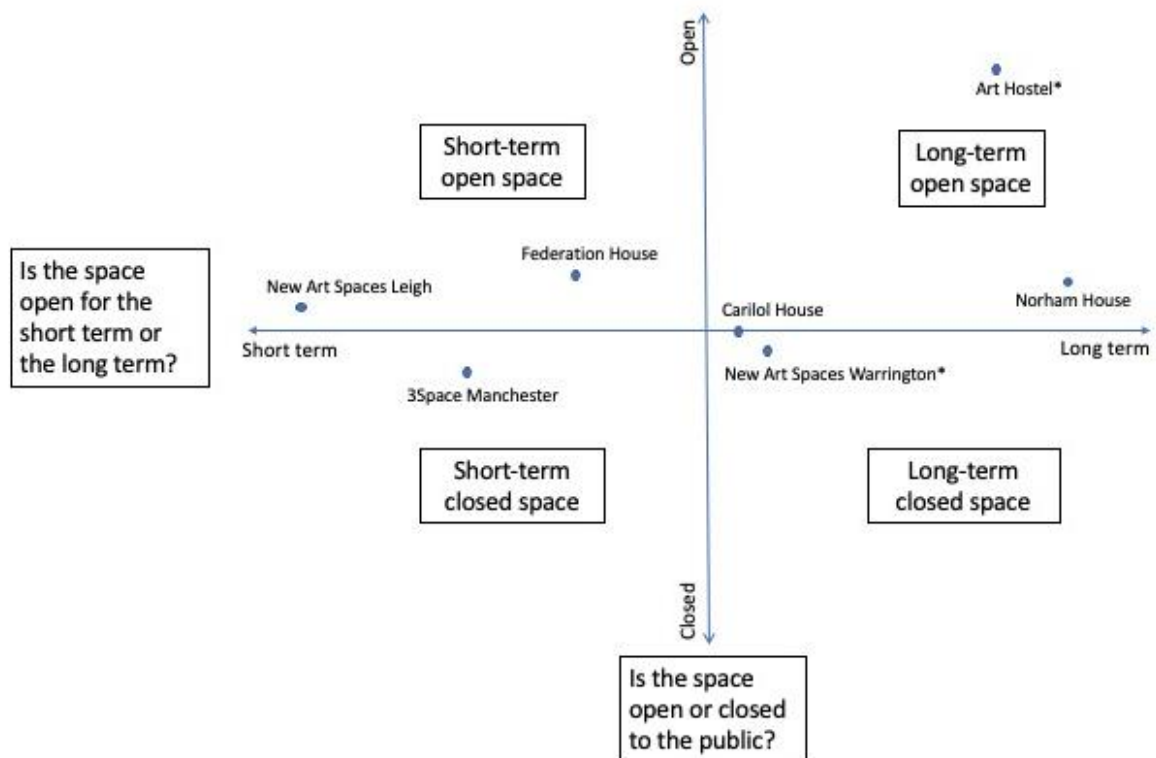 Open
Art Hostel*
Short-term
open space
Long-term
open space
Is the space
open for the
short term or
the long term?
Federation House
New Art Spaces Leigh
Carilol House
Norham House
Short term
Long term
New Art Spaces Warrington*
3Space Manchester
Short-term
closed space
Long-term
closed space
Closed
Is the space
open or closed
to the public?